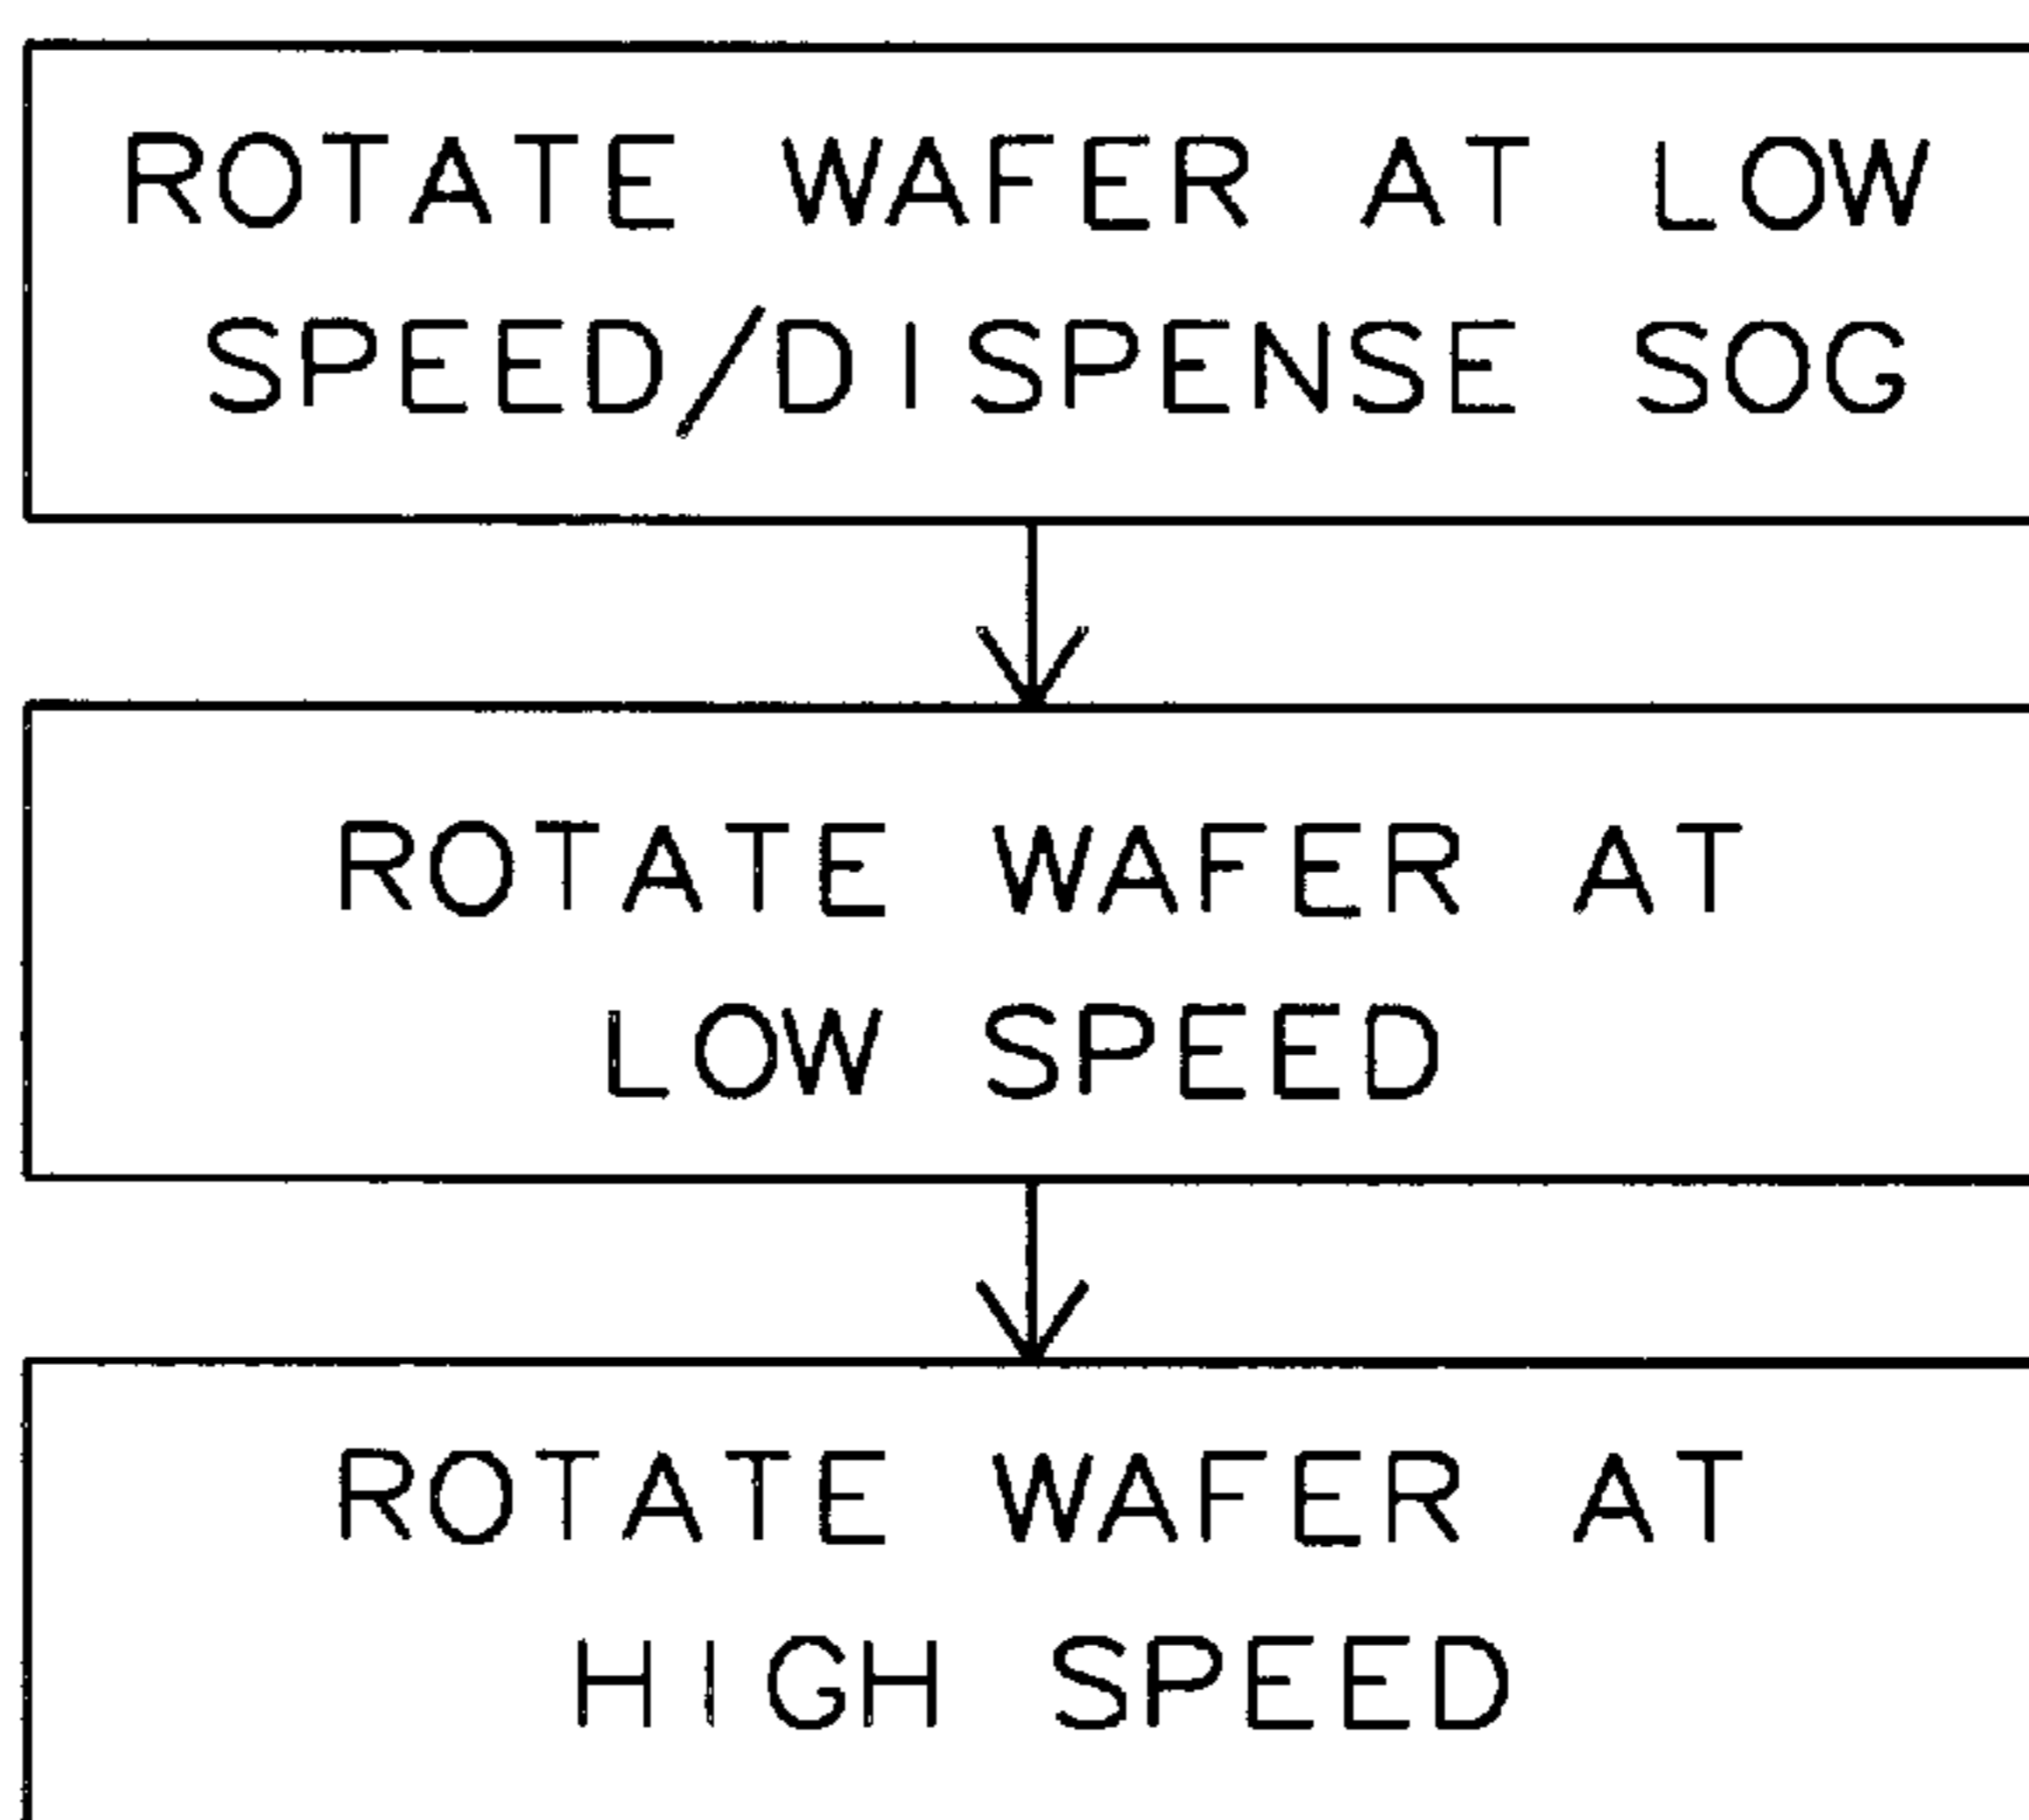 ROTATE WAFER AT LOW
SPEED/DISPENSE SOG
ROTATE WAFER AT
LOW SPEED
ROTATE WAFER AT
HIGH SPEED